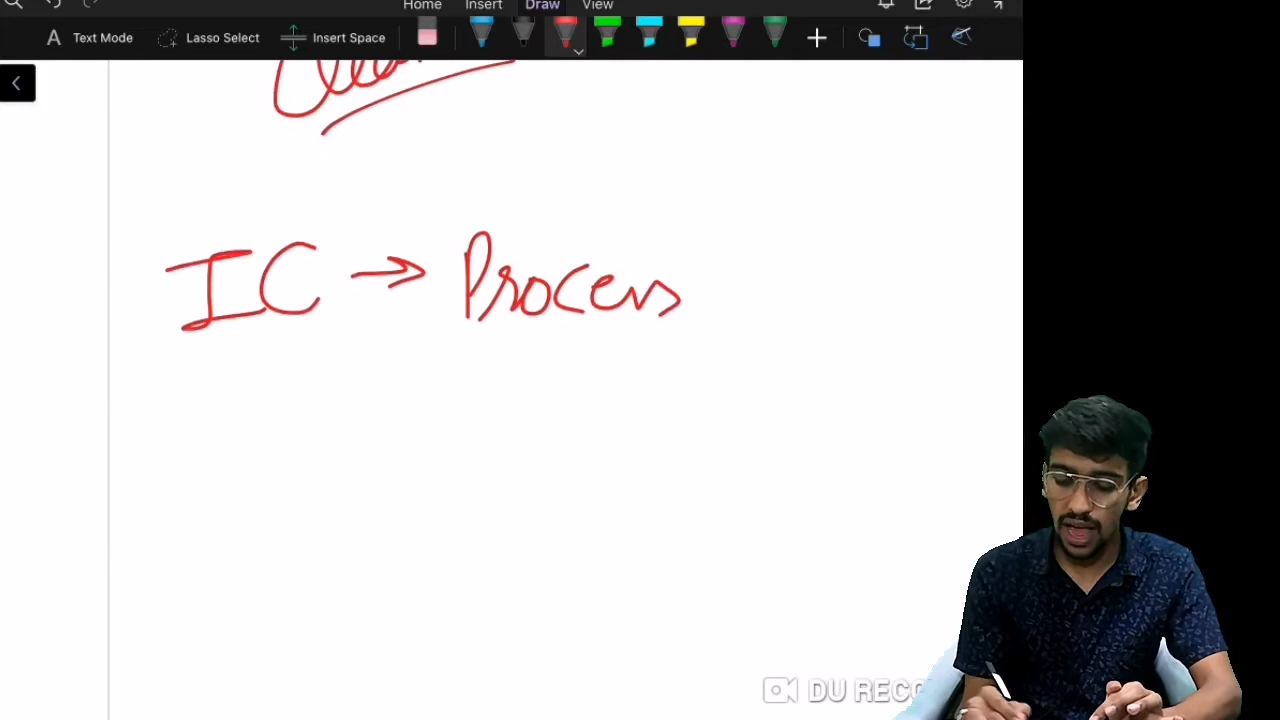 Home Insert Draw View
A Text Mode Lasso Select Insert Space
IC → Process
DU RECO